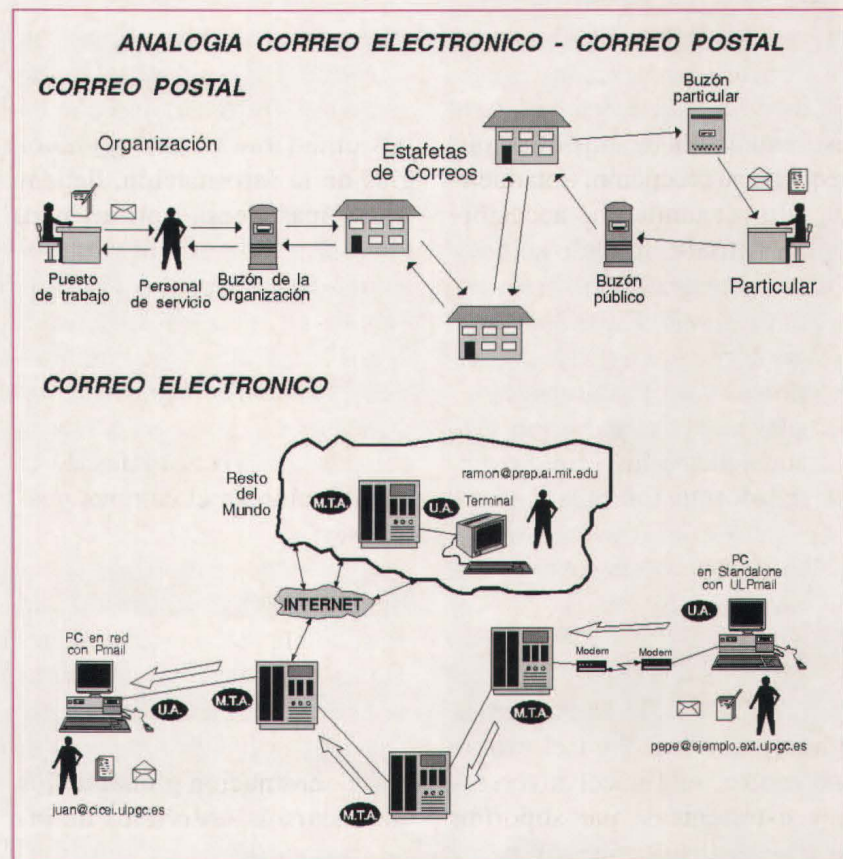 ANALOGIA CORREO ELECTRONICO - CORREO POSTAL
CORREO POSTAL
Organización
Estafetas
de Correos
Buzón
particular
Puesto
de trabajo
Personal
de servicio
Buzón de la
Organización
Buzón
público
Particular
CORREO ELECTRONICO
Resto
del
Mundo
ramon@prep.ai.mit.edu
M.T.A.
U.A.
Terminal
INTERNET
PC
en Standalone
con ULPmail
U.A.
Modem
Modem
PC en red
con Pmail
U.A.
M.T.A.
M.T.A.
M.T.A.
pepe@ejemplo.ext.ulpgc.es
juan@cicei.ulpgc.es